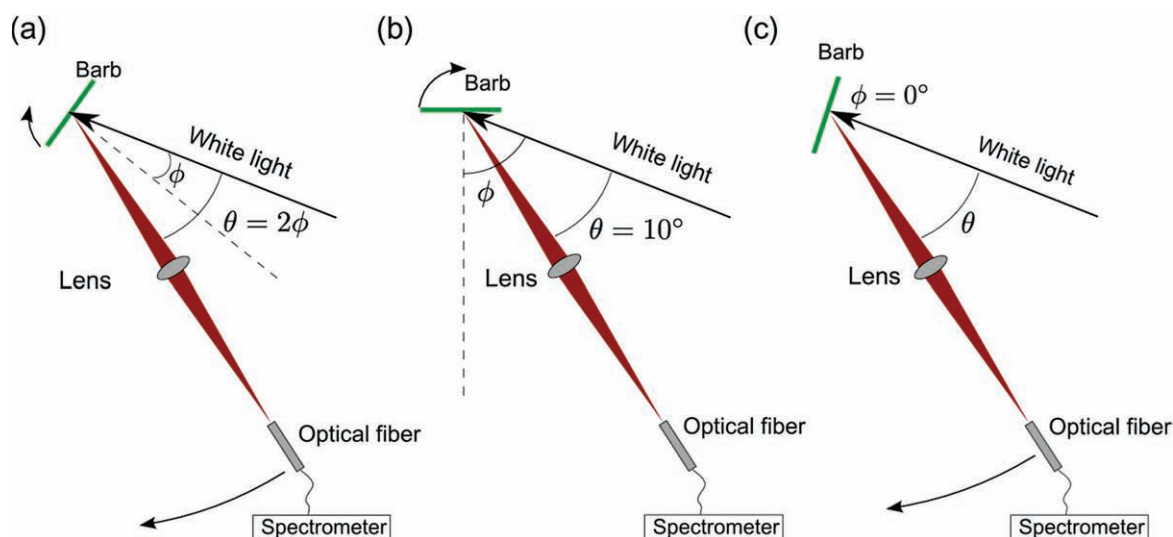 (a)
Barb
White light
ϕ
θ = 2ϕ
Lens
Optical fiber
Spectrometer
(b)
Barb
White light
ϕ
θ = 10°
Lens
Optical fiber
Spectrometer
(c)
Barb
ϕ = 0°
White light
θ
Lens
Optical fiber
Spectrometer